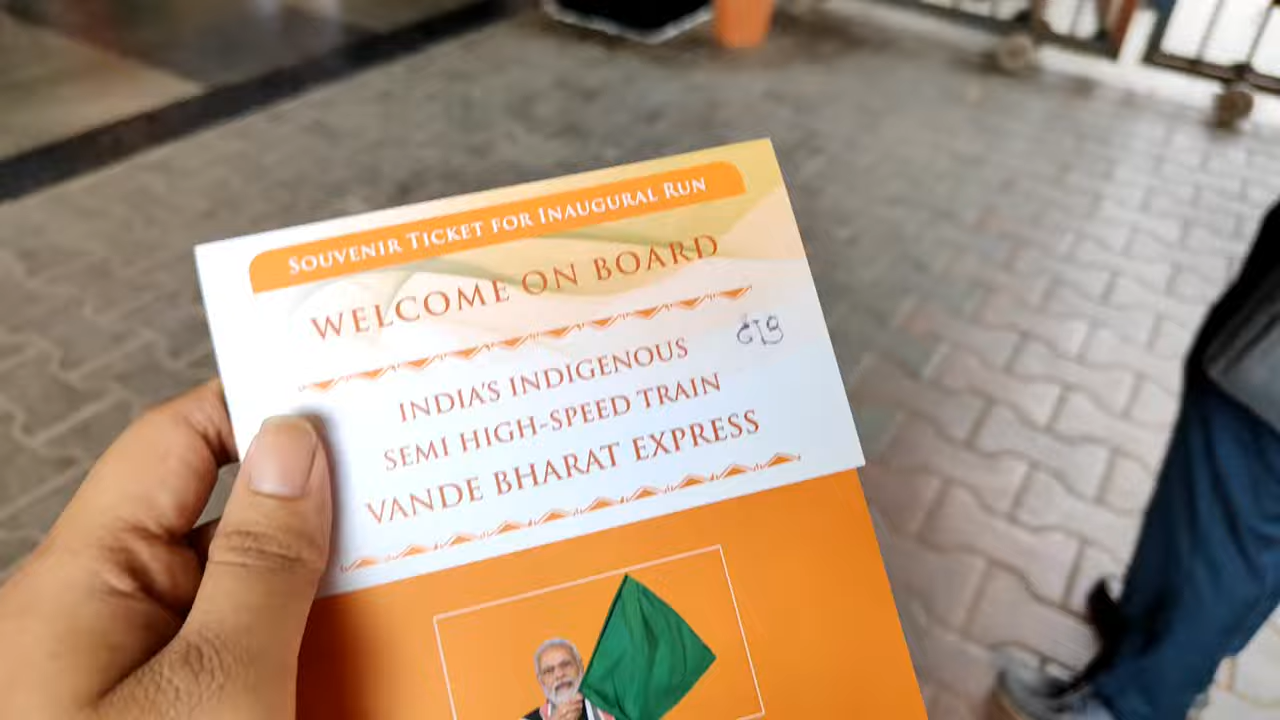 SOUVENIR TICKET FOR INAUGURAL RUN
WELCOME ON BOARD
INDIA'S INDIGENOUS
SEMI HIGH-SPEED TRAIN
VANDE BHARAT EXPRESS